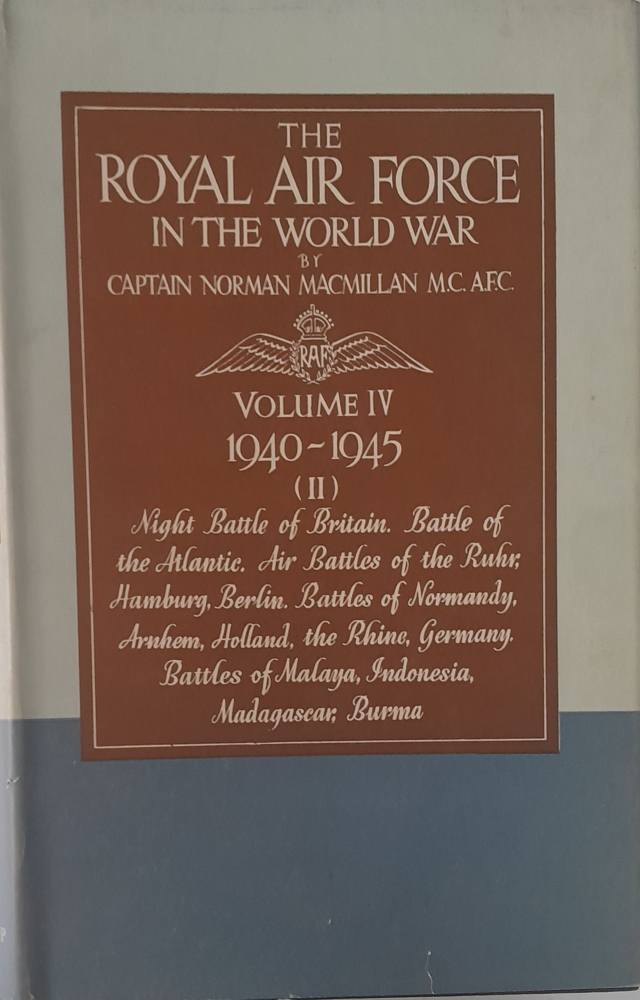 THE
ROYAL AIR FORCE
IN THE WORLD WAR
BY
CAPTAIN NORMAN MACMILLAN M.C. A.F.C.
RAF
VOLUME IV
1940-1945
(II)
Night Battle of Britain. Battle of
the Atlantic. Air Battles of the Ruhr,
Hamburg, Berlin. Battles of Normandy,
Arnhem, Holland, the Rhine, Germany.
Battles of Malaya, Indonesia,
Madagascar, Burma